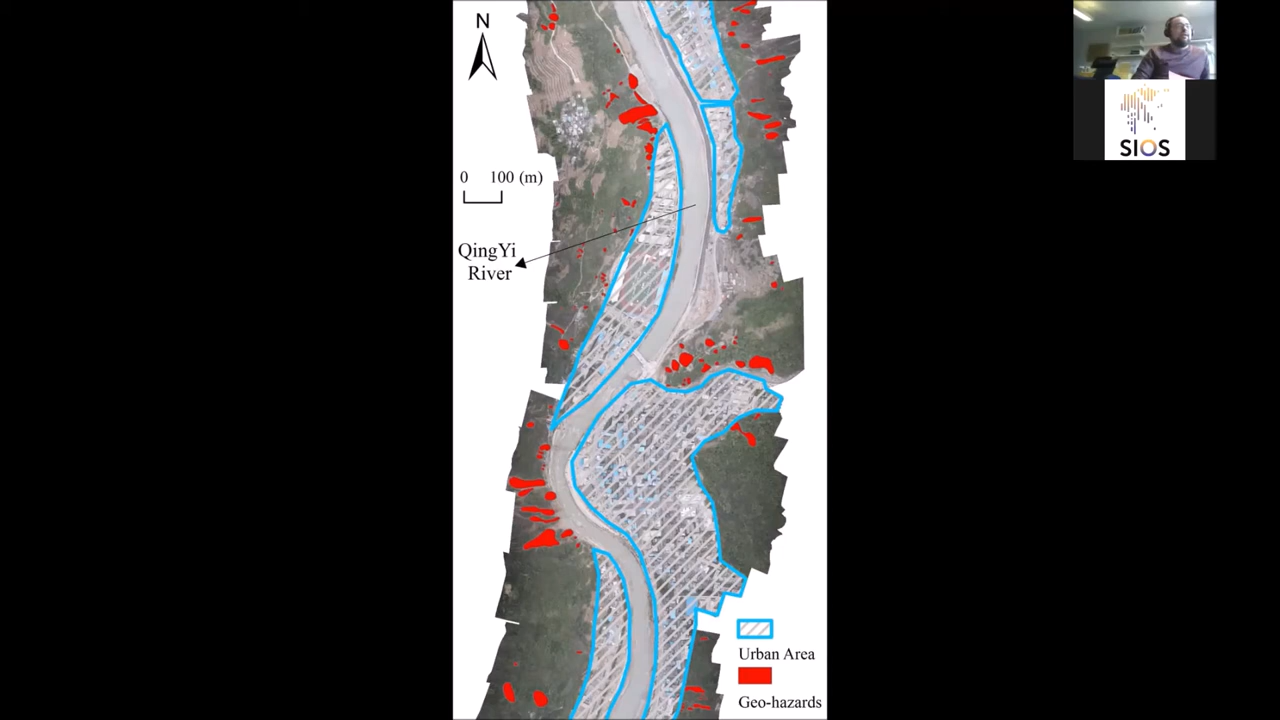 N
0 100 (m)
QingYi
River
Urban Area
Geo-hazards
SIOS